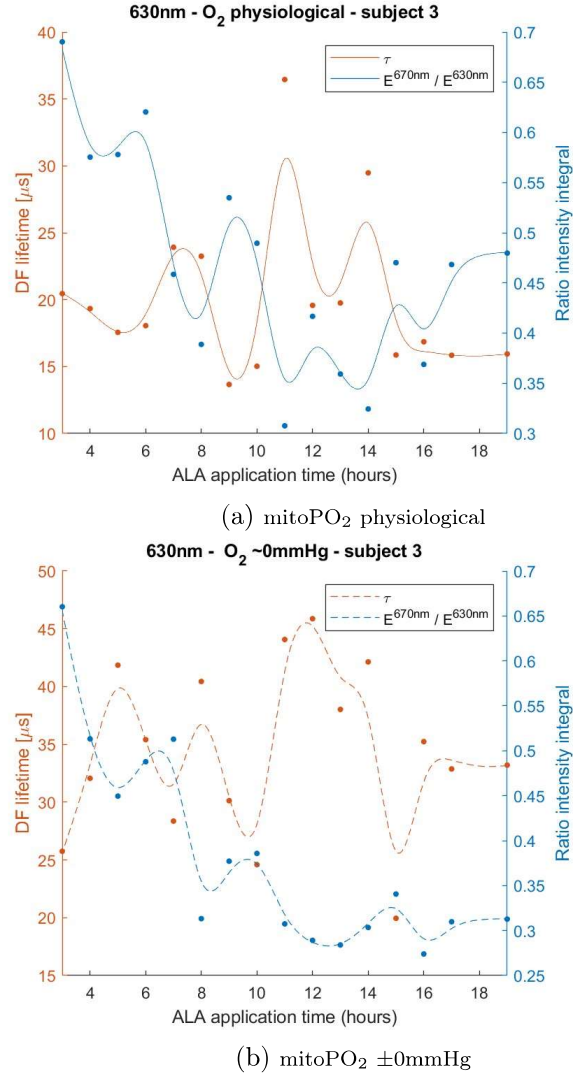 630nm - O2 physiological - subject 3
40
35
30
25
20
15
10
DF lifetime [μs]
τ
E670nm / E630nm
0.7
0.65
0.6
0.55
0.5
0.45
0.4
0.35
0.3
Ratio intensity integral
4 6 8 10 12 14 16 18
ALA application time (hours)
(a) mitoPO2 physiological
630nm - O2 ~0mmHg - subject 3
50
45
40
35
30
25
20
15
DF lifetime [μs]
τ
E670nm / E630nm
0.7
0.65
0.6
0.55
0.5
0.45
0.4
0.35
0.3
0.25
Ratio intensity integral
4 6 8 10 12 14 16 18
ALA application time (hours)
(b) mitoPO2 ±0mmHg